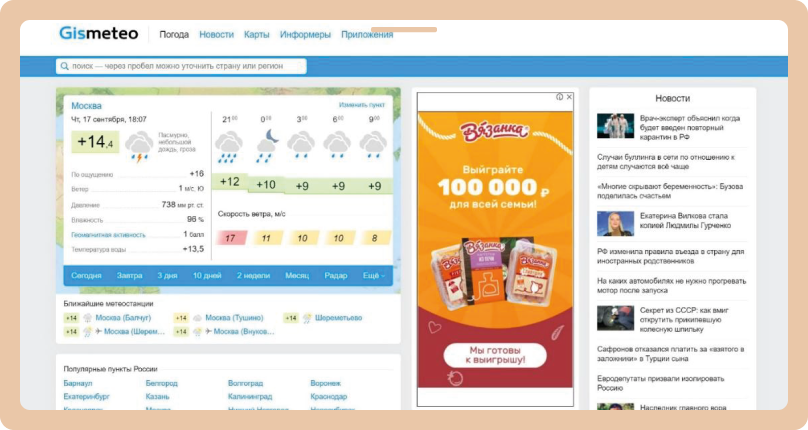 Gismeteo
Погода Новости Карты Информеры Приложения
поиск — через пробел можно уточнить страну или регион
Москва
Изменить пункт
Чт, 17 сентября, 18:07
+14,4
Пасмурно, небольшой дождь, гроза
По ощущению +16
Ветер 1 м/с, Ю
Давление 738 мм рт. ст.
Влажность 96 %
Геомагнитная активность 1 балл
Температура воды +13,5
21 00 0 00 3 00 6 00 9 00
+12 +10 +9 +9 +9
Скорость ветра, м/с
17 11 10 10 8
Сегодня Завтра 3 дня 10 дней 2 недели Месяц Радар Ещё
Ближайшие метеостанции
+14 Москва (Балчуг) +14 Москва (Тушино) +14 Шереметьево
+14 Москва (Шерем... +14 Москва (Внуков...
Популярные пункты России
Барнаул Белгород Волгоград Воронеж
Екатеринбург Казань Калининград Краснодар
Вязанка
Выиграйте
100 000 ₽
для всей семьи!
Вязанка
Мы готовы
к выигрышу!
Новости
Врач-эксперт объяснил когда
будет введен повторный
карантин в РФ
Случаи буллинга в сети по отношению к
детям случаются всё чаще
«Многие скрывают беременность»: Бузова
поделилась счастьем
Екатерина Вилкова стала
копией Людмилы Гурченко
РФ изменила правила въезда в страну для
иностранных родственников
На каких автомобилях не нужно прогревать
мотор после запуска
Секрет из СССР: как вмиг
открутить прикипевшую
колесную шпильку
Сафронов отказался платить за «взятого в
заложники» в Турции сына
Евродепутаты призвали изолировать
Россию
Наследник главного вора